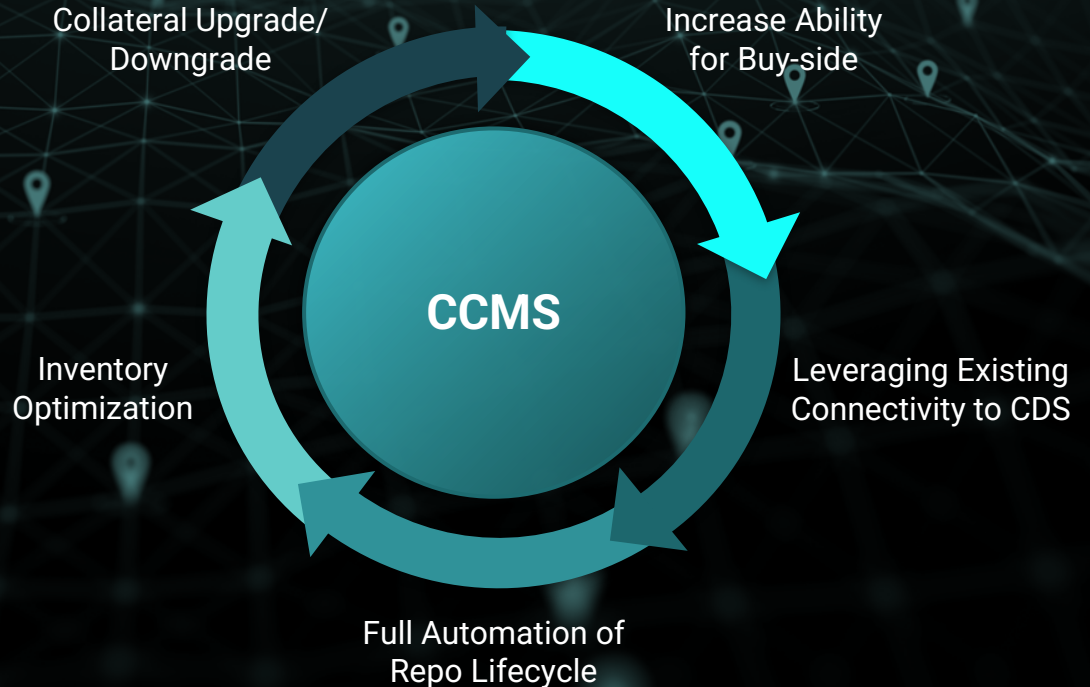 Collateral Upgrade/
Downgrade
Increase Ability
for Buy-side
CCMS
Inventory
Optimization
Leveraging Existing
Connectivity to CDS
Full Automation of
Repo Lifecycle